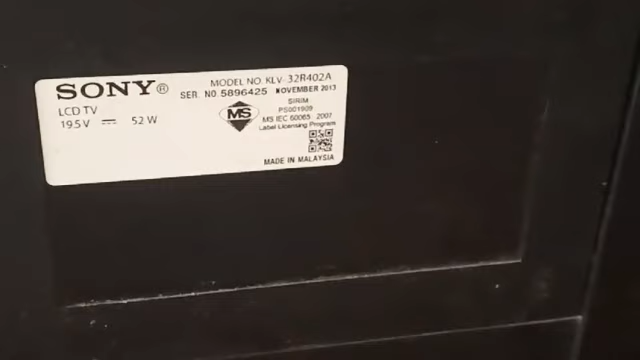 SONY®
MODEL NO. KLV-32R402A
SER. NO. 5896425 NOVEMBER 2013
LCD TV
19.5V ⎓ 52 W
MS
SIRIM
PS001909
MS IEC 60065 2007
Label Licensing Program
MADE IN MALAYSIA